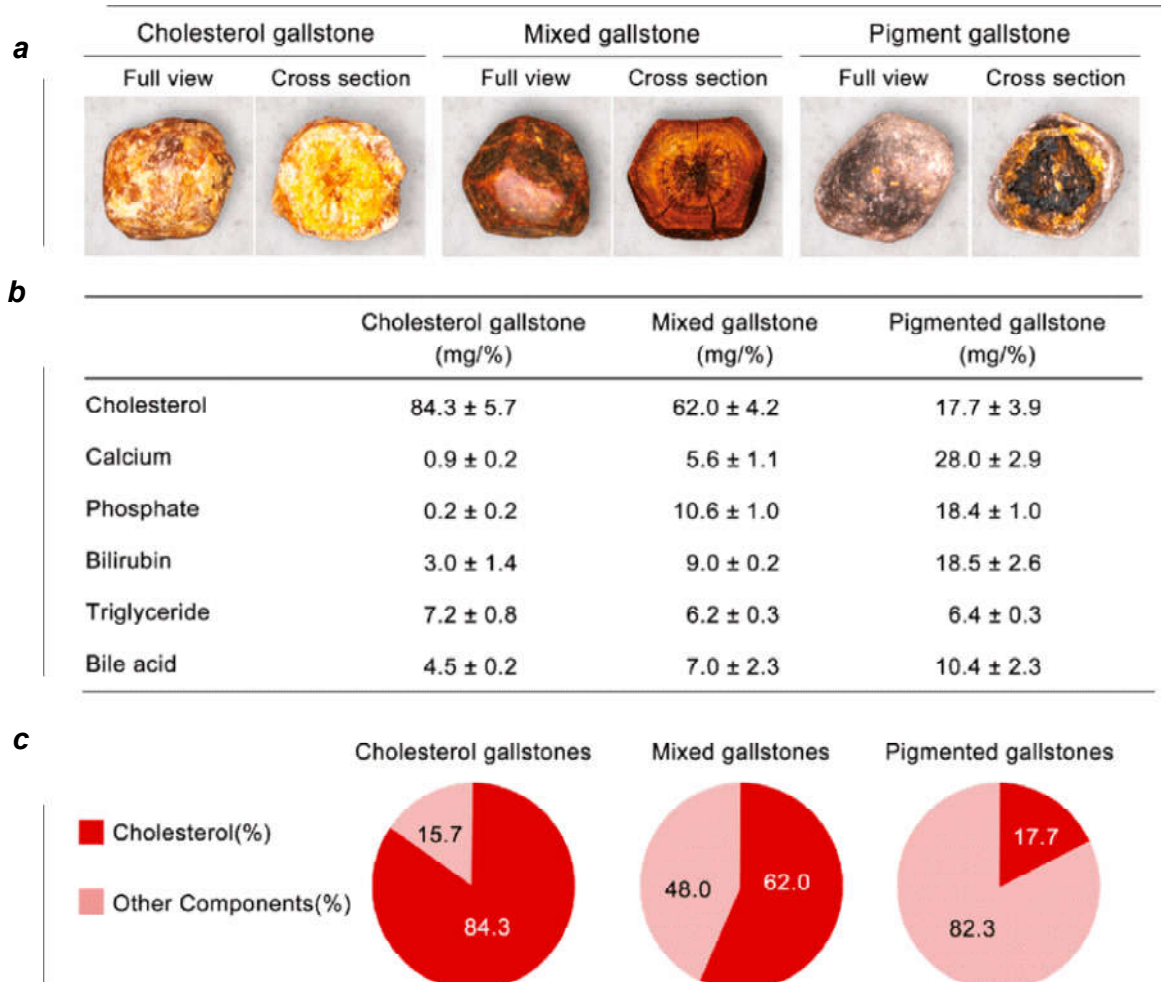 a
Cholesterol gallstone Mixed gallstone Pigment gallstone
Full view Cross section Full view Cross section Full view Cross section
b
Cholesterol gallstone Mixed gallstone Pigmented gallstone
(mg/%) (mg/%) (mg/%)
Cholesterol 84.3 ± 5.7 62.0 ± 4.2 17.7 ± 3.9
Calcium 0.9 ± 0.2 5.6 ± 1.1 28.0 ± 2.9
Phosphate 0.2 ± 0.2 10.6 ± 1.0 18.4 ± 1.0
Bilirubin 3.0 ± 1.4 9.0 ± 0.2 18.5 ± 2.6
Triglyceride 7.2 ± 0.8 6.2 ± 0.3 6.4 ± 0.3
Bile acid 4.5 ± 0.2 7.0 ± 2.3 10.4 ± 2.3
c
Cholesterol gallstones Mixed gallstones Pigmented gallstones
Cholesterol(%)
Other Components(%)
15.7
84.3
48.0 62.0
17.7
82.3